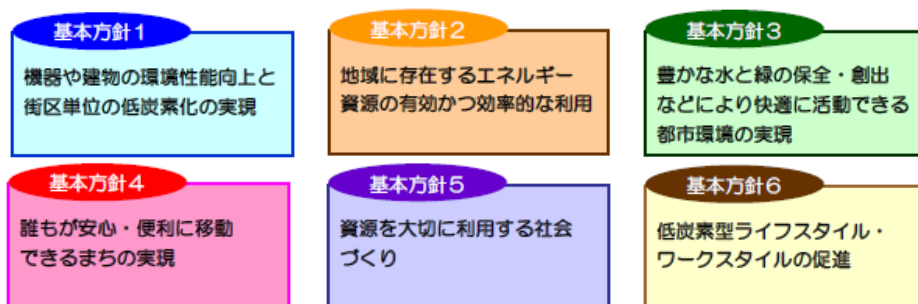 基本方針1
機器や建物の環境性能向上と
街区単位の低炭素化の実現
基本方針2
地域に存在するエネルギー
資源の有効かつ効率的な利用
基本方針3
豊かな水と緑の保全・創出
などにより快適に活動できる
都市環境の実現
基本方針4
誰もが安心・便利に移動
できるまちの実現
基本方針5
資源を大切に利用する社会
づくり
基本方針6
低炭素型ライフスタイル・
ワークスタイルの促進